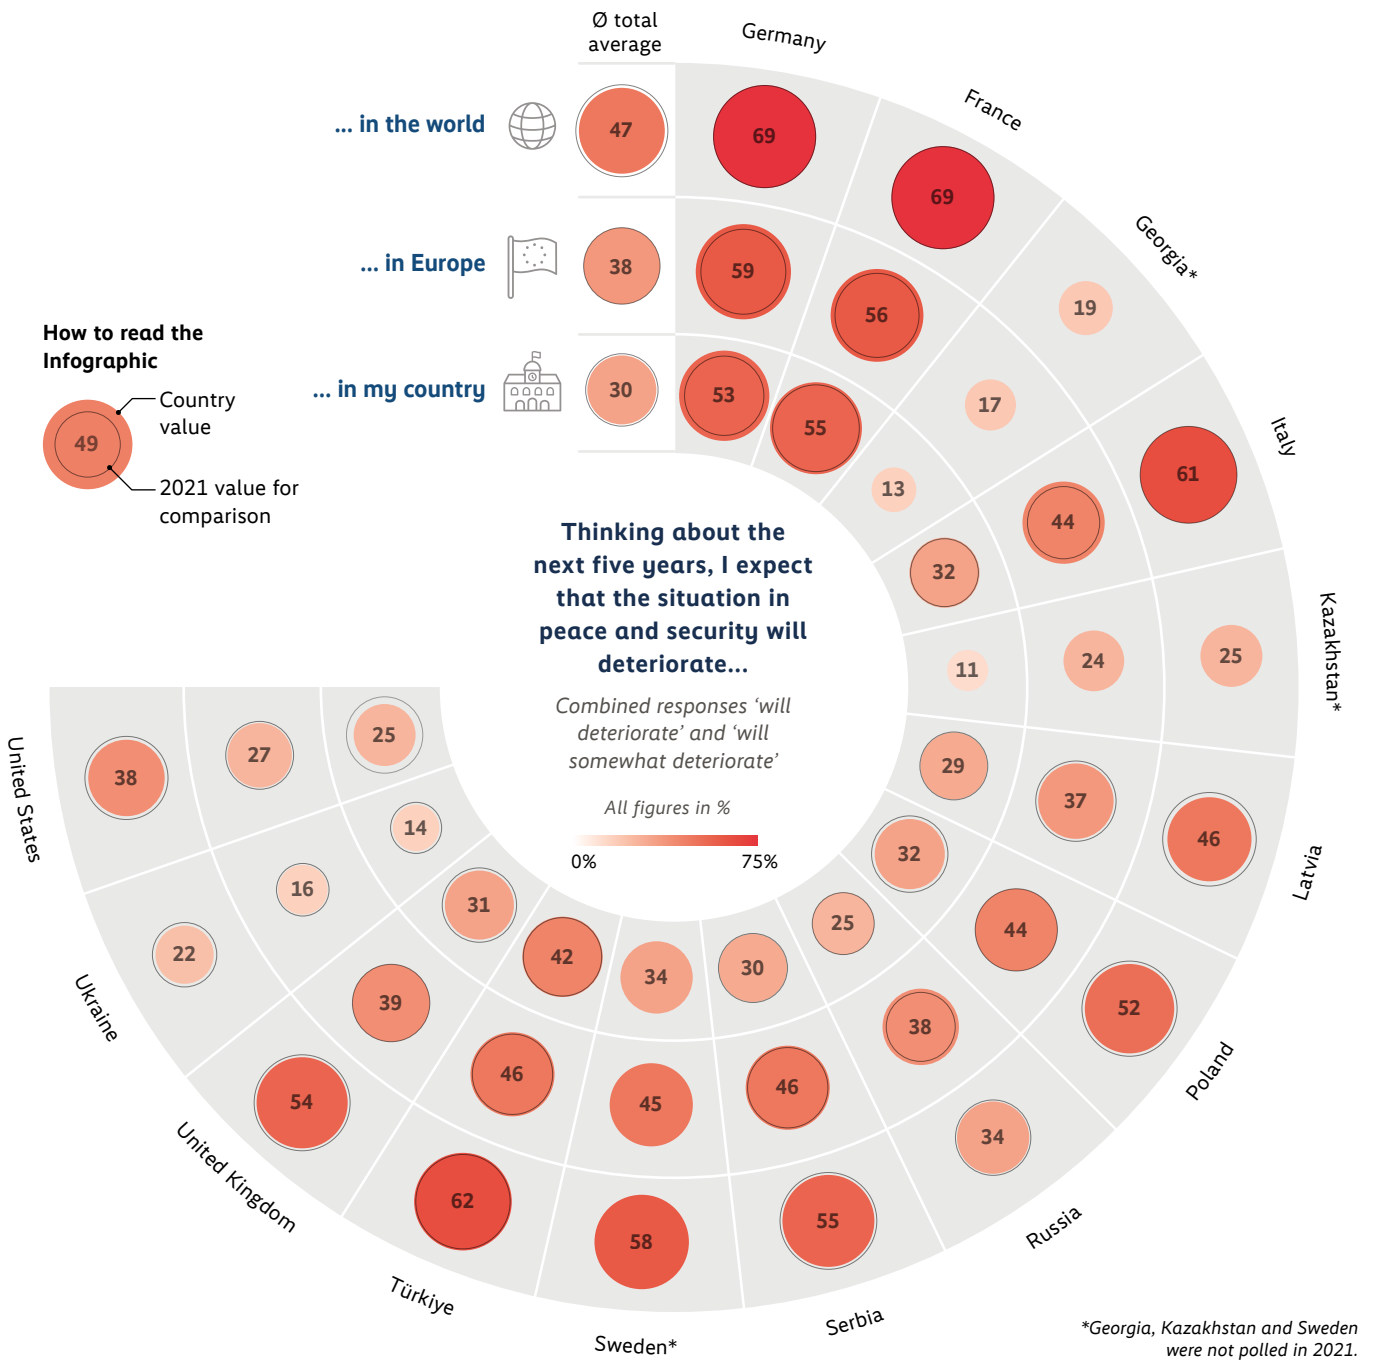 Ø total
average
... in the world
... in Europe
... in my country
47
38
30
How to read the
Infographic
49
Country
value
2021 value for
comparison
Germany
69
59
53
France
69
56
55
Georgia*
19
17
13
Italy
61
44
32
Kazakhstan*
25
24
11
Latvia
46
37
29
Poland
52
44
32
Russia
34
38
25
Serbia
55
46
30
Sweden*
58
45
34
Türkiye
62
46
42
United Kingdom
54
39
31
Ukraine
22
16
14
United States
38
27
25
Thinking about the
next five years, I expect
that the situation in
peace and security will
deteriorate...
Combined responses ‘will
deteriorate’ and ‘will
somewhat deteriorate’
All figures in %
0% 75%
*Georgia, Kazakhstan and Sweden
were not polled in 2021.